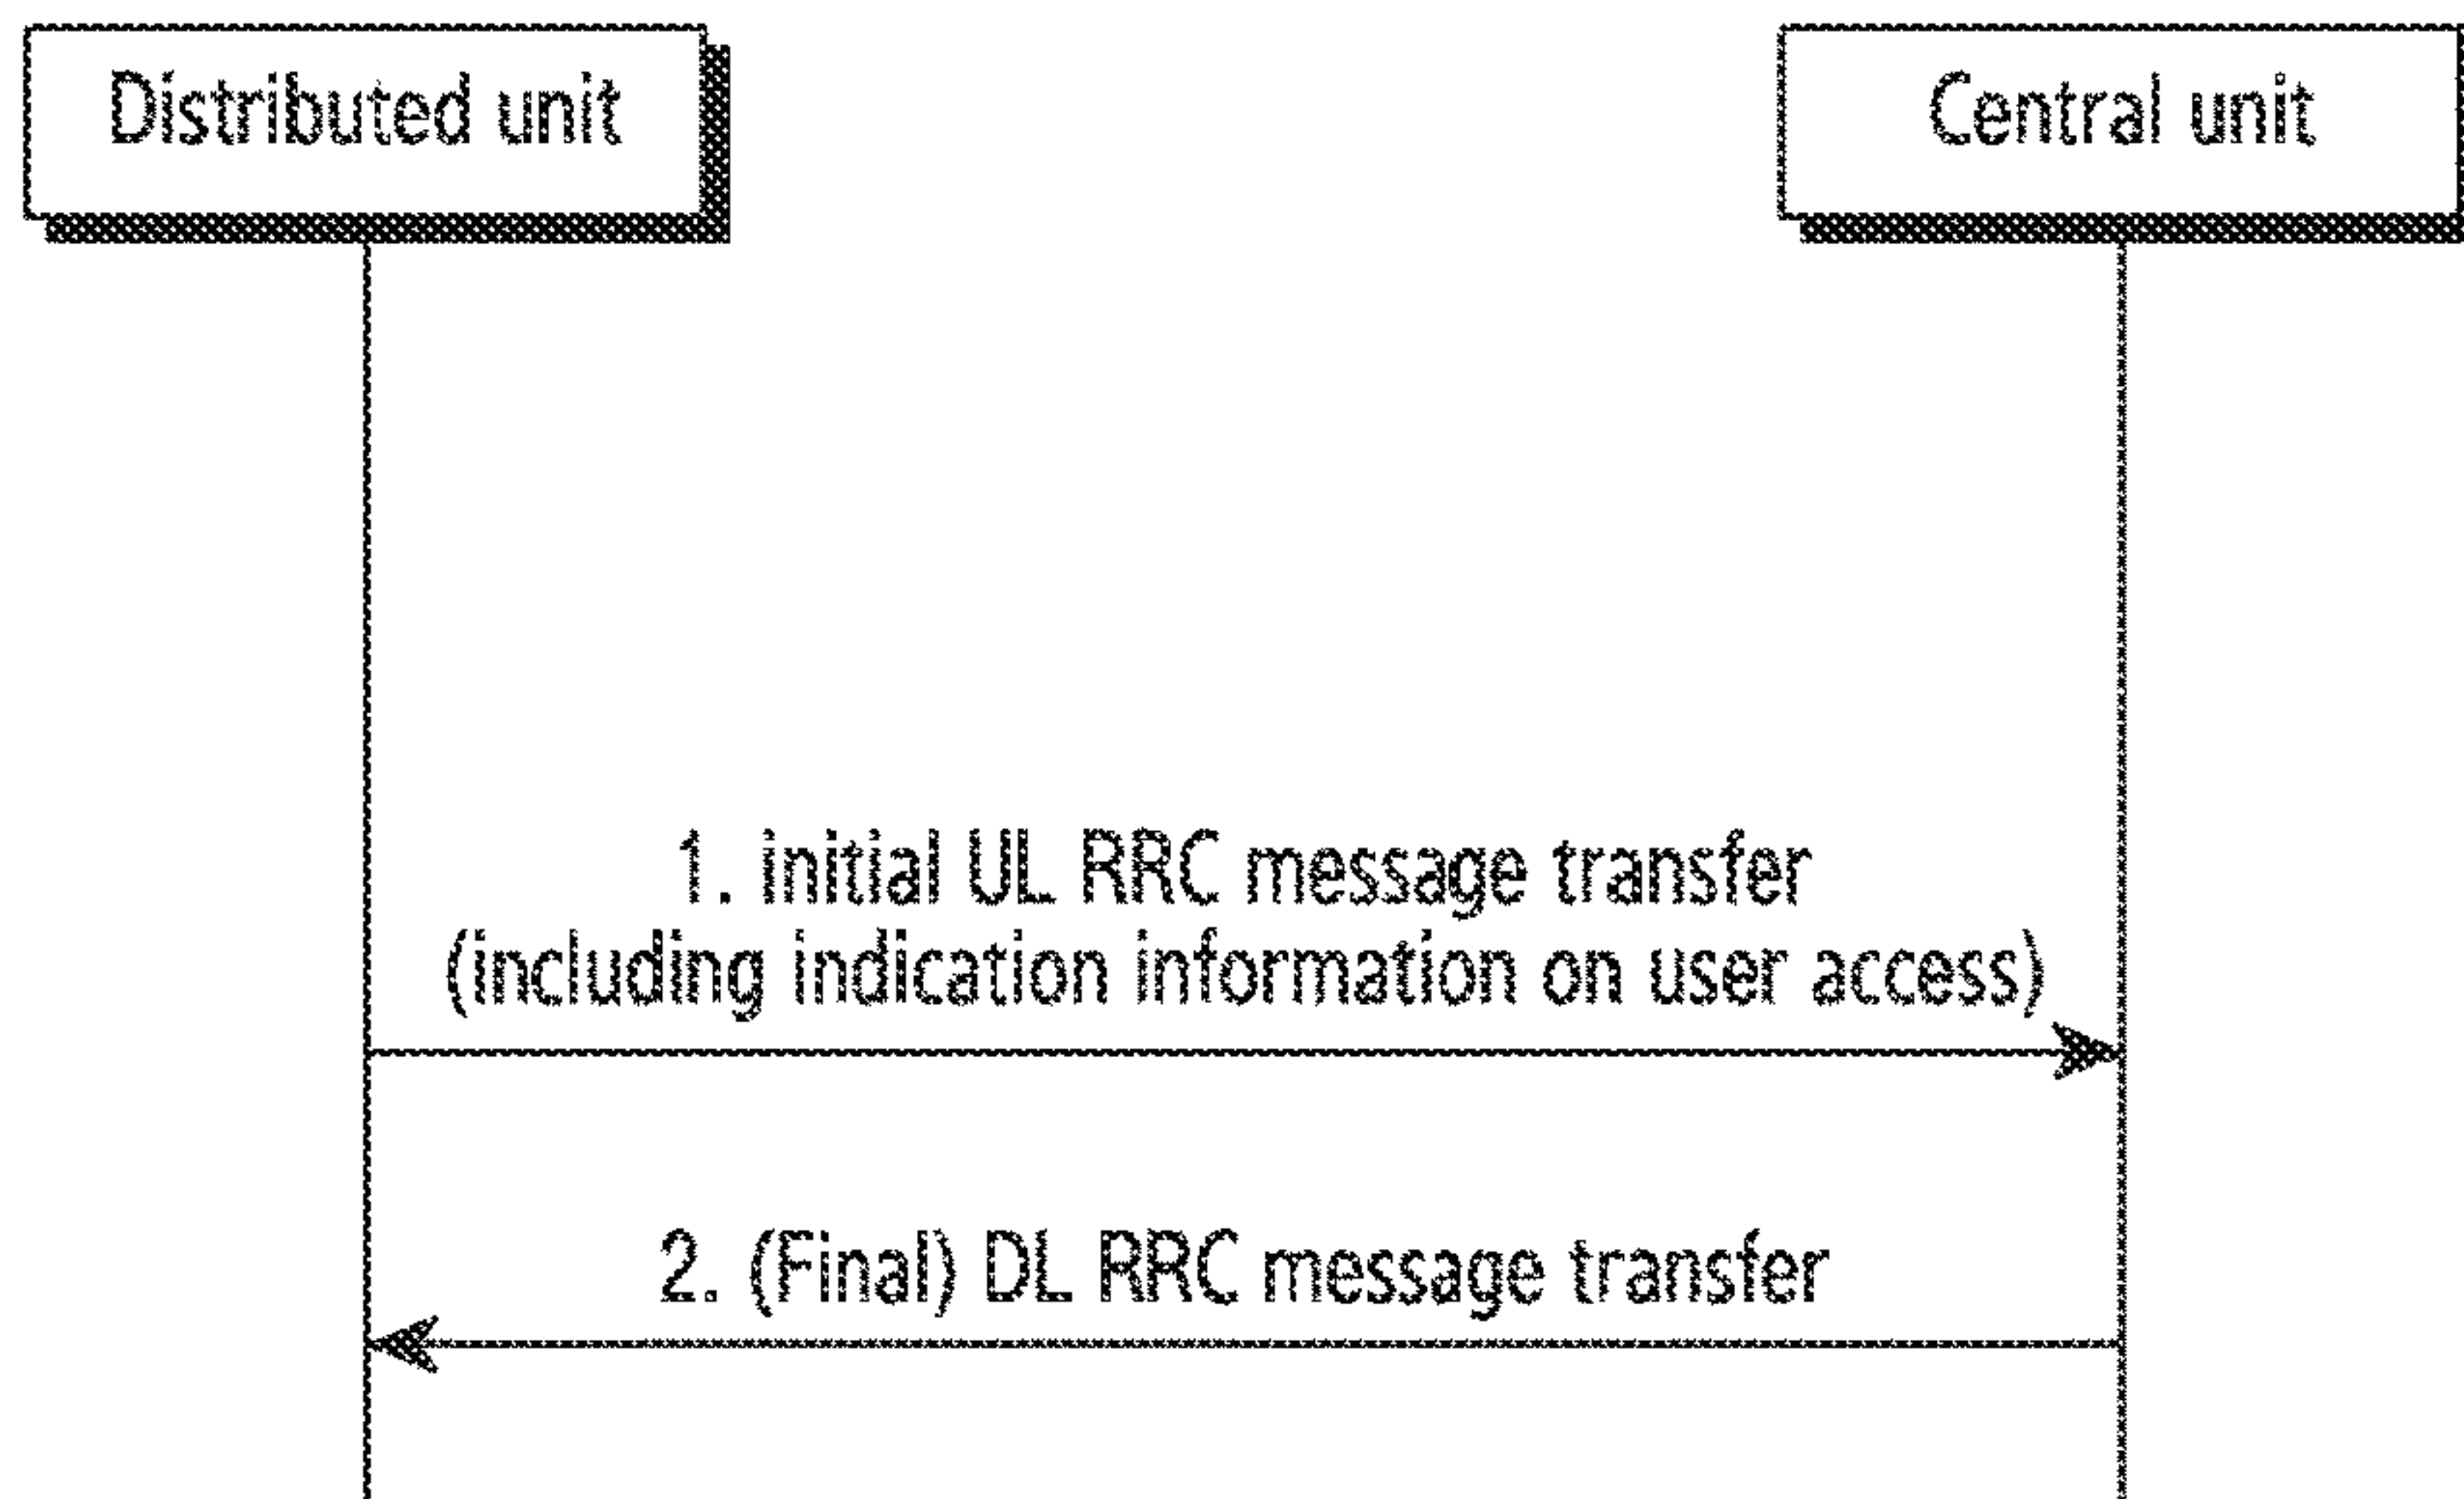 Distributed unit
Central unit
1. initial UL RRC message transfer
(including indication information on user access)
2. (Final) DL RRC message transfer